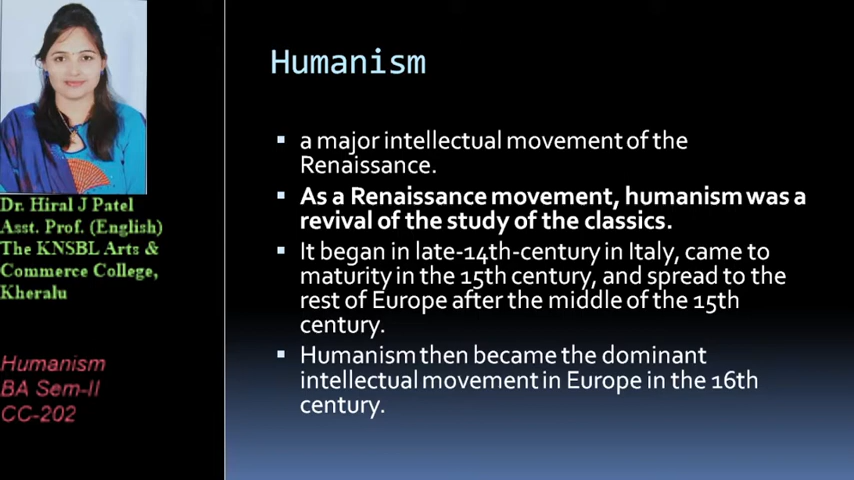 Dr. Hiral J Patel
Asst. Prof. (English)
The KNSBL Arts &
Commerce College,
Kheralu
Humanism
BA Sem-II
CC-202
Humanism
a major intellectual movement of the
Renaissance.
As a Renaissance movement, humanism was a
revival of the study of the classics.
It began in late-14th-century in Italy, came to
maturity in the 15th century, and spread to the
rest of Europe after the middle of the 15th
century.
Humanism then became the dominant
intellectual movement in Europe in the 16th
century.